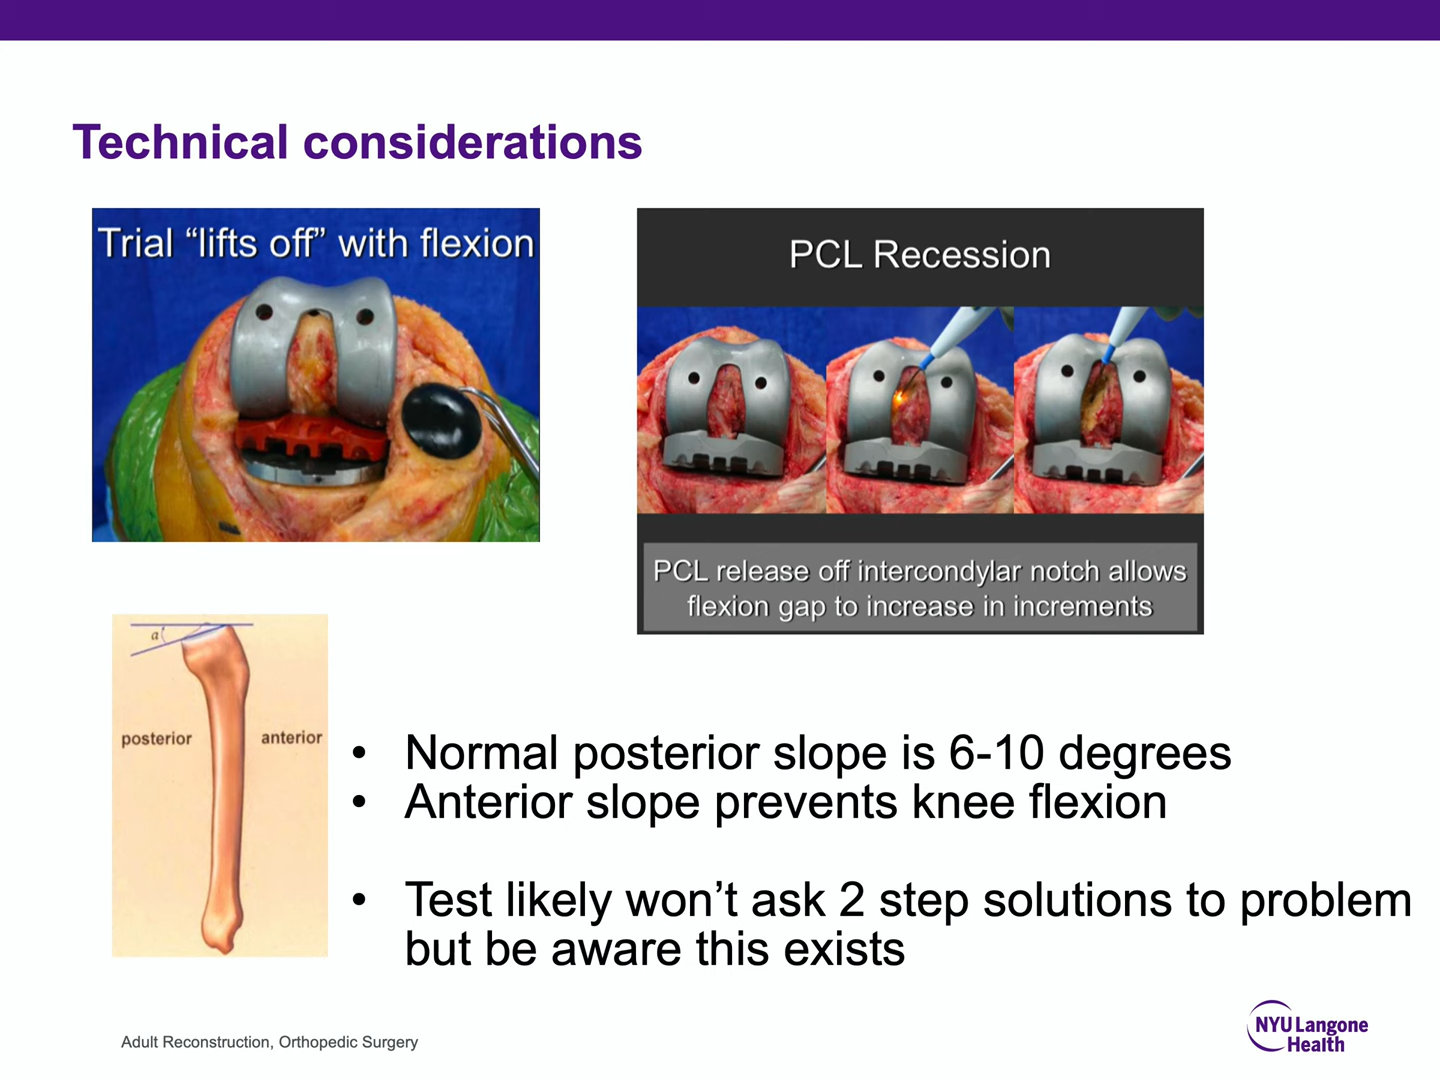 Technical considerations
Trial “lifts off” with flexion
PCL Recession
PCL release off intercondylar notch allows
flexion gap to increase in increments
a
posterior
anterior
• Normal posterior slope is 6-10 degrees
• Anterior slope prevents knee flexion
• Test likely won’t ask 2 step solutions to problem
but be aware this exists
Adult Reconstruction, Orthopedic Surgery
NYU Langone
Health